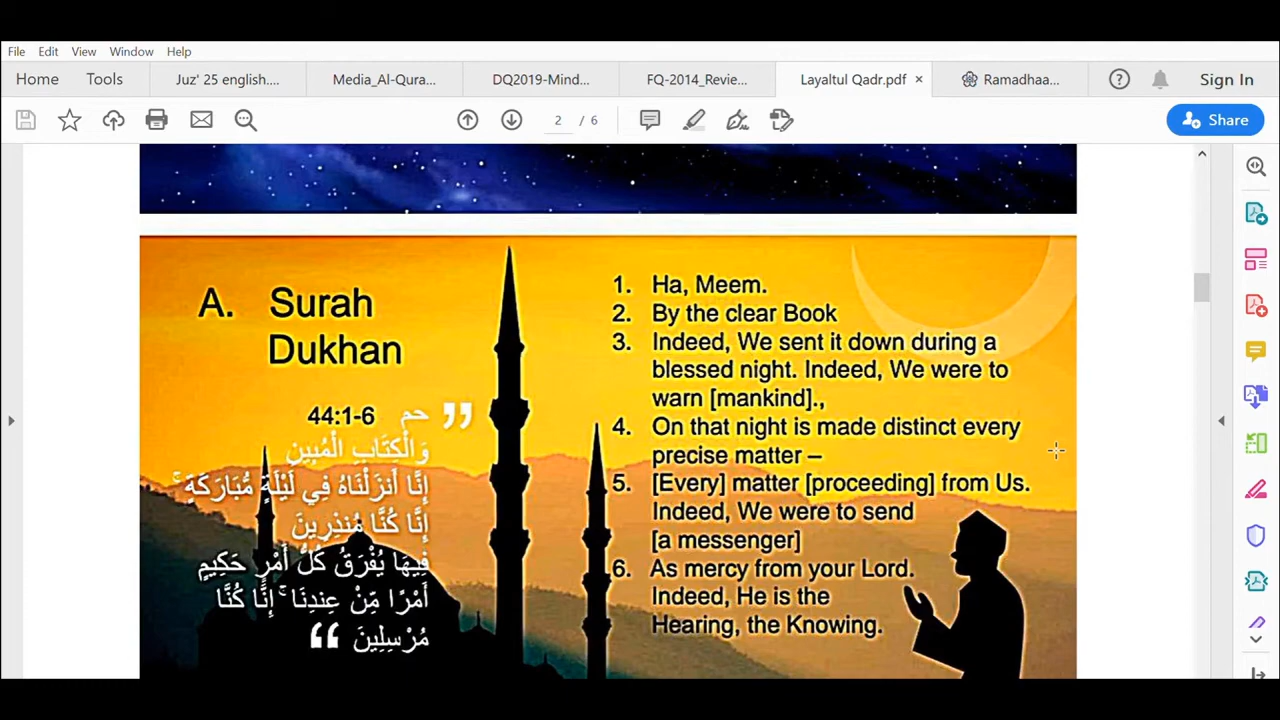 File Edit View Window Help
Home Tools Juz' 25 english.... Media_Al-Qura... DQ2019-Mind... FQ-2014_Revie... Layaltul Qadr.pdf × Ramadhaa... Sign In
2 / 6 Share
A. Surah
Dukhan
44:1-6 حم
وَالْكِتَابِ الْمُبِينِ
إِنَّا أَنزَلْنَاهُ فِي لَيْلَةٍ مُّبَارَكَةٍ ۚ
إِنَّا كُنَّا مُنذِرِينَ
فِيهَا يُفْرَقُ كُلُّ أَمْرٍ حَكِيمٍ
أَمْرًا مِّنْ عِندِنَا ۚ إِنَّا كُنَّا
مُرْسِلِينَ
1. Ha, Meem.
2. By the clear Book
3. Indeed, We sent it down during a
blessed night. Indeed, We were to
warn [mankind].,
4. On that night is made distinct every
precise matter –
5. [Every] matter [proceeding] from Us.
Indeed, We were to send
[a messenger]
6. As mercy from your Lord.
Indeed, He is the
Hearing, the Knowing.